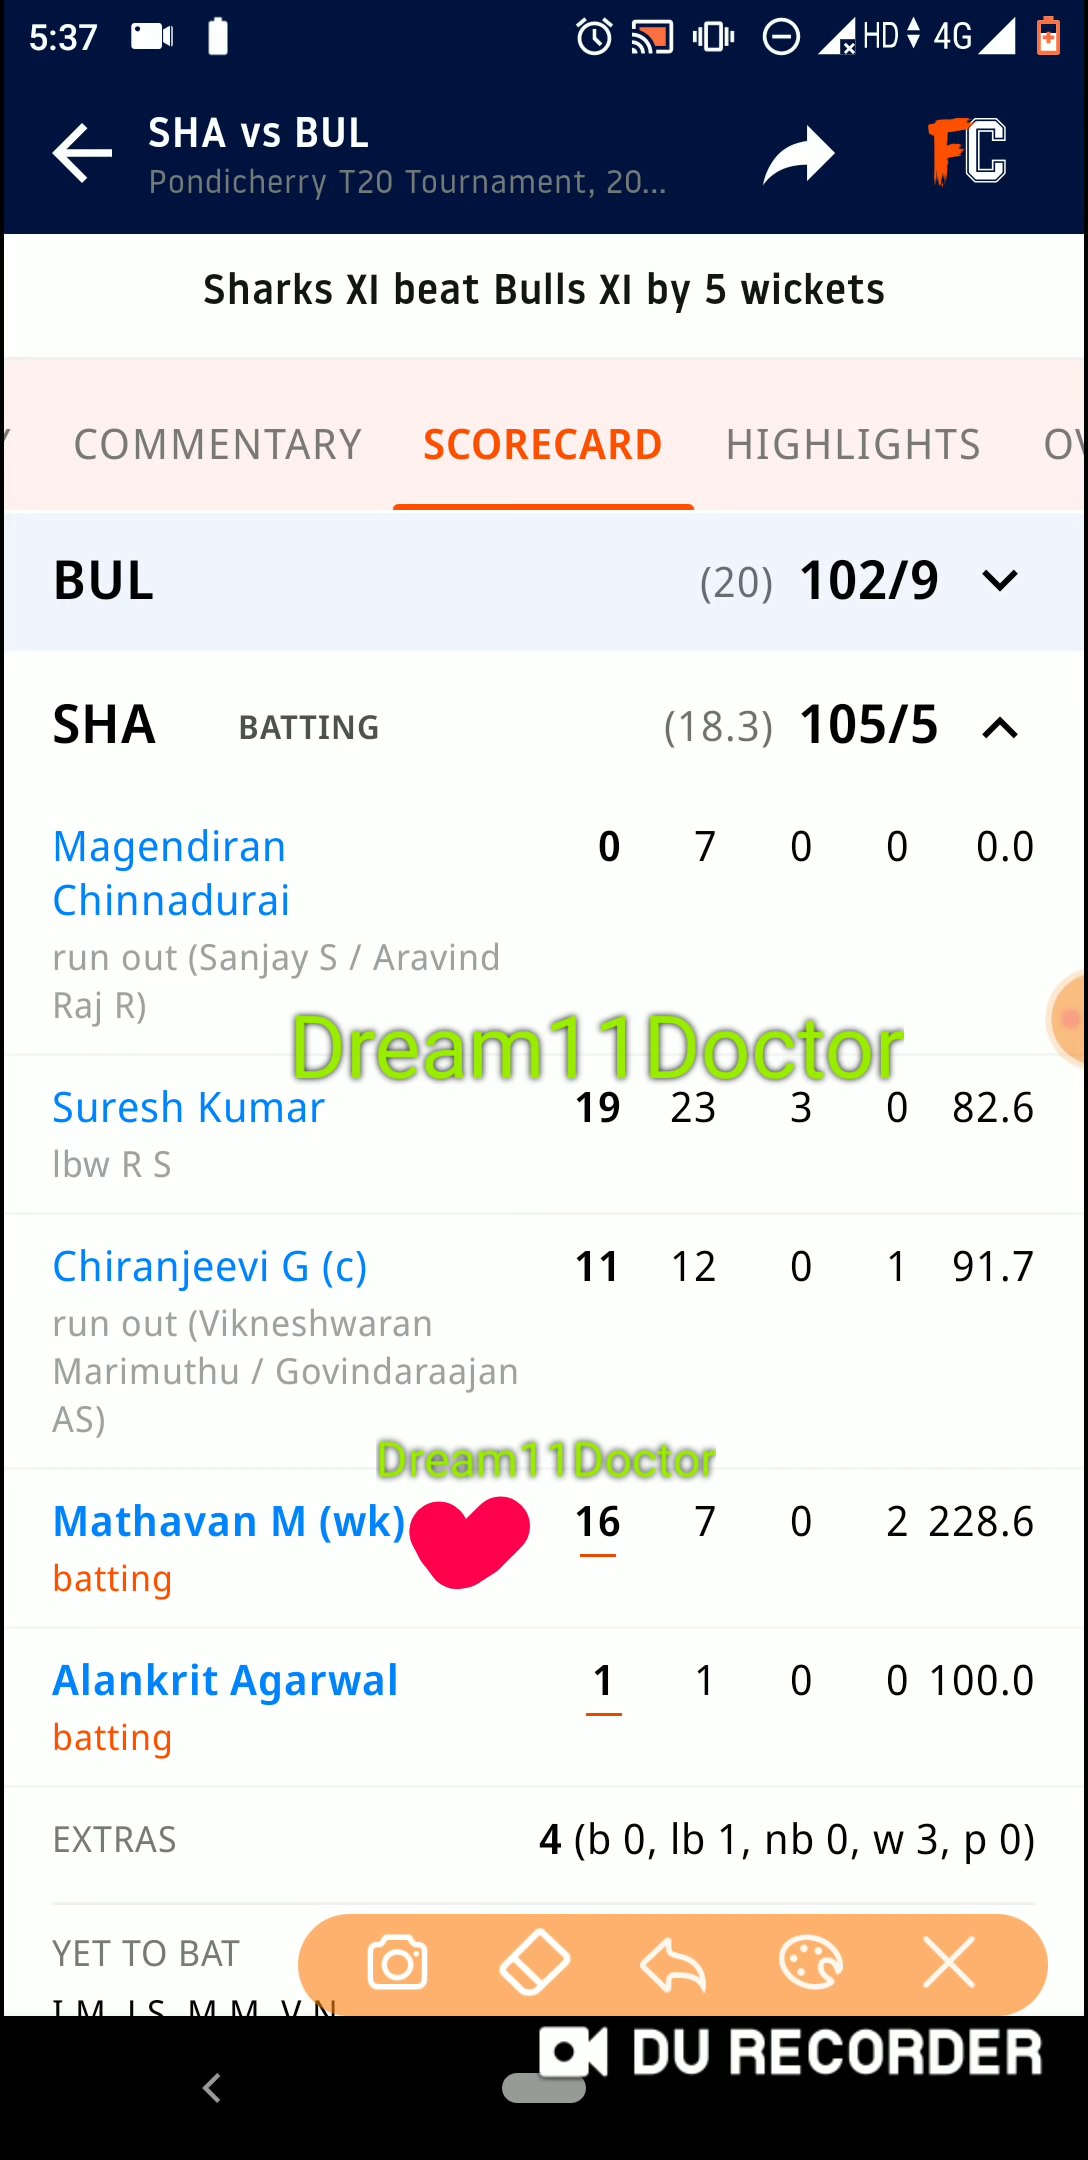 5:37 HD 4G
SHA vs BUL
Pondicherry T20 Tournament, 20...
FC
Sharks XI beat Bulls XI by 5 wickets
COMMENTARY SCORECARD HIGHLIGHTS
BUL (20) 102/9
SHA BATTING (18.3) 105/5
Magendiran 0 7 0 0 0.0
Chinnadurai
run out (Sanjay S / Aravind
Raj R)
Dream11Doctor
Suresh Kumar 19 23 3 0 82.6
lbw R S
Chiranjeevi G (c) 11 12 0 1 91.7
run out (Vikneshwaran
Marimuthu / Govindaraajan
AS)
Dream11Doctor
Mathavan M (wk) 16 7 0 2 228.6
batting
Alankrit Agarwal 1 1 0 0 100.0
batting
EXTRAS 4 (b 0, lb 1, nb 0, w 3, p 0)
YET TO BAT
DU RECORDER